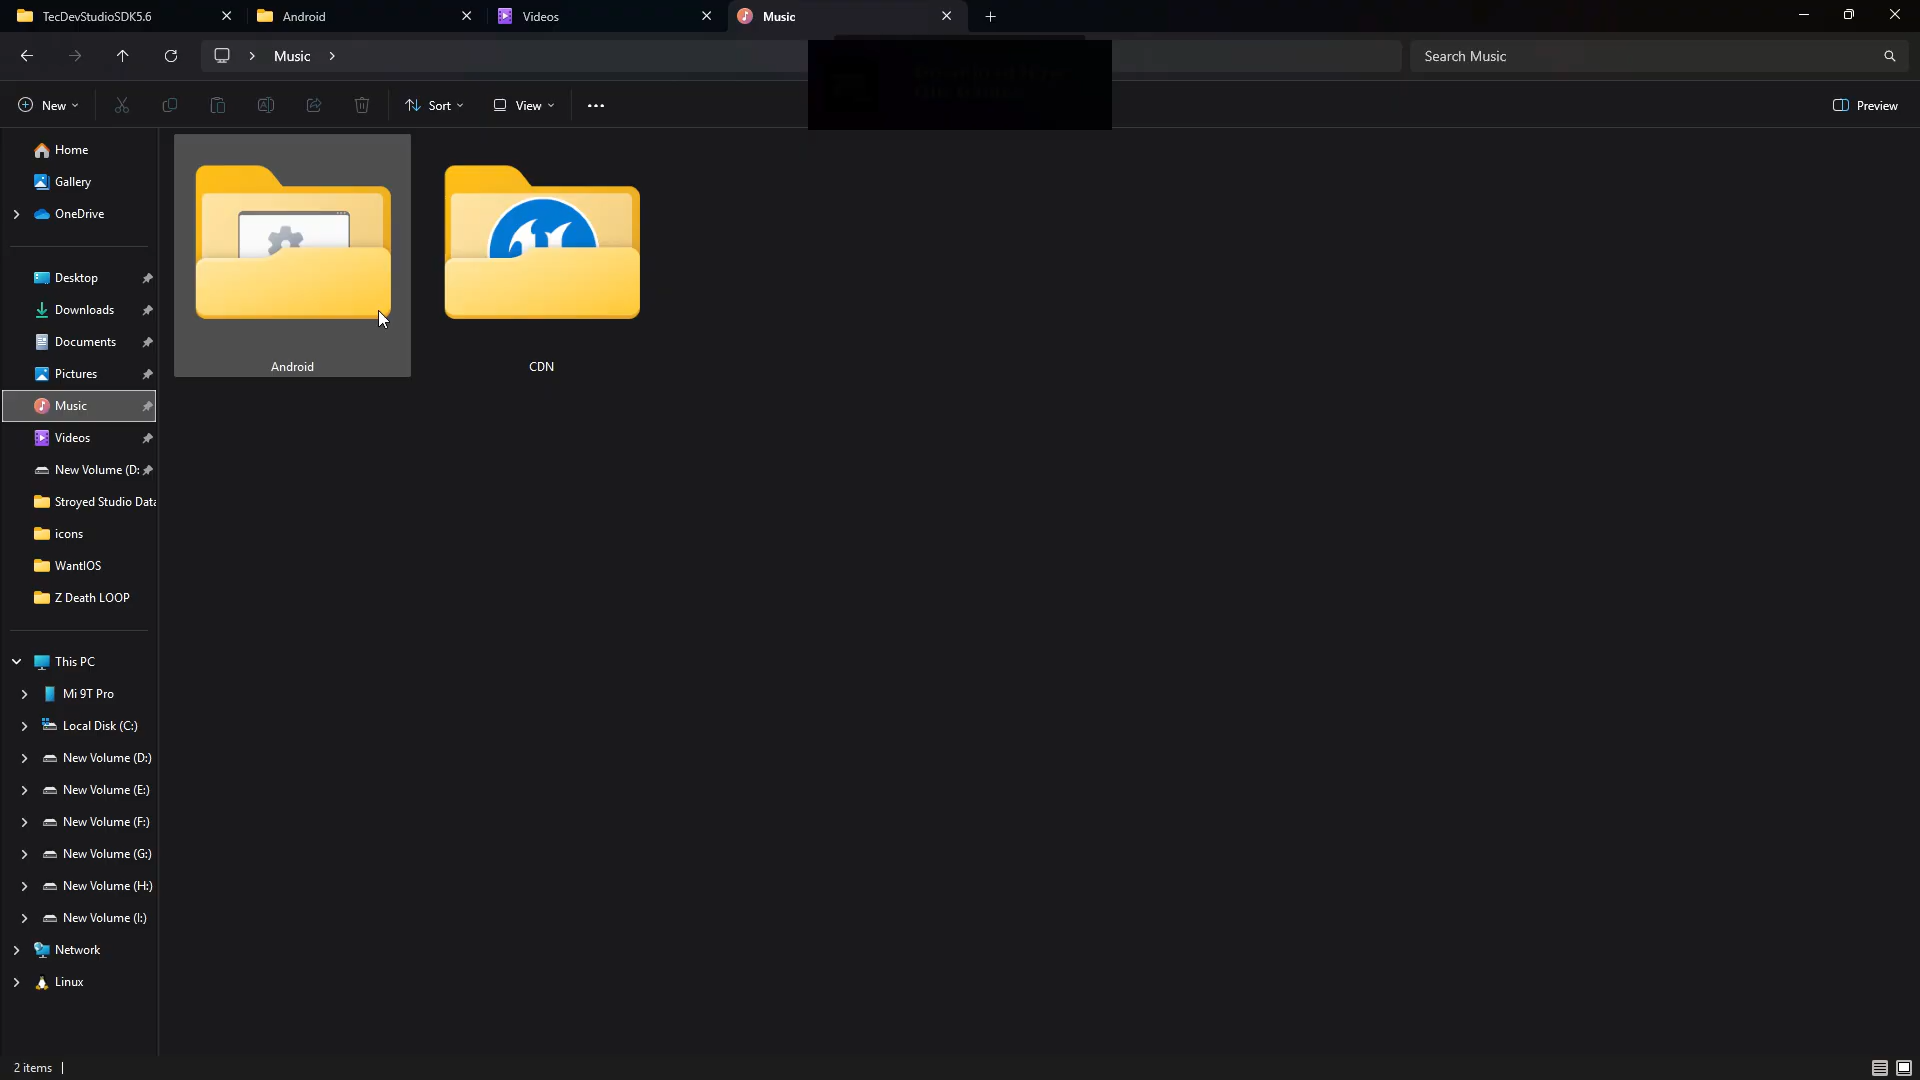 TecDevStudioSDK5.6
Android
Videos
Music
Music
Search Music
New
Sort
View
Preview
Home
Gallery
OneDrive
Desktop
Downloads
Documents
Pictures
Music
Videos
New Volume (D:
Stroyed Studio Data
icons
WantIOS
Z Death LOOP
This PC
Mi 9T Pro
Local Disk (C:)
New Volume (D:)
New Volume (E:)
New Volume (F:)
New Volume (G:)
New Volume (H:)
New Volume (I:)
Network
Linux
Android
CDN
2 items